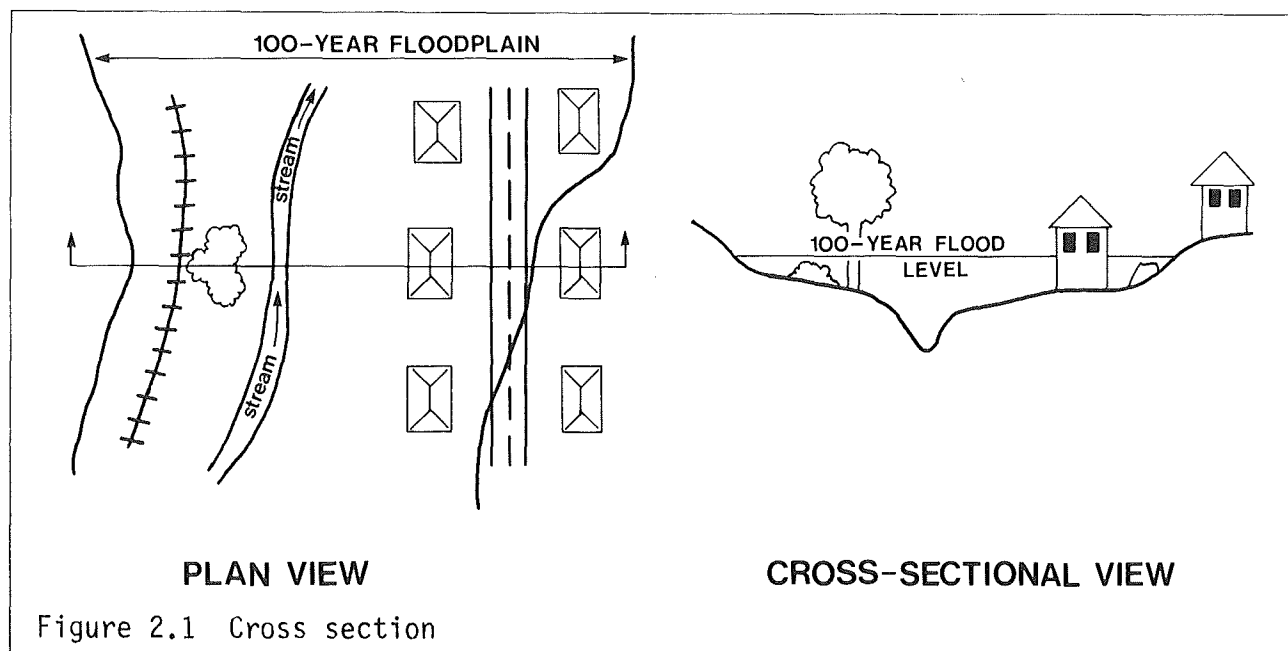 100-YEAR FLOODPLAIN
stream
stream
PLAN VIEW
100-YEAR FLOOD
LEVEL
CROSS-SECTIONAL VIEW
Figure 2.1 Cross section